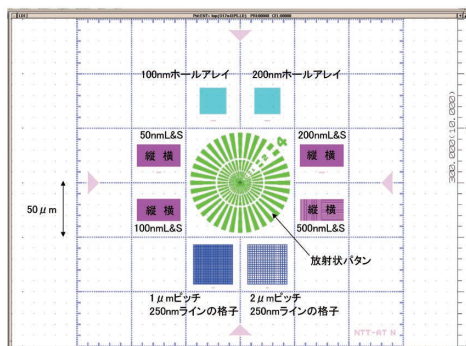 100nmホールアレイ 200nmホールアレイ
50nmL&S 200nmL&S
縦 横 縦 横
50μm
縦 横 縦 横
100nmL&S 500nmL&S
放射状パタン
1μmピッチ 2μmピッチ
250nmラインの格子 250nmラインの格子
NTT-AT N